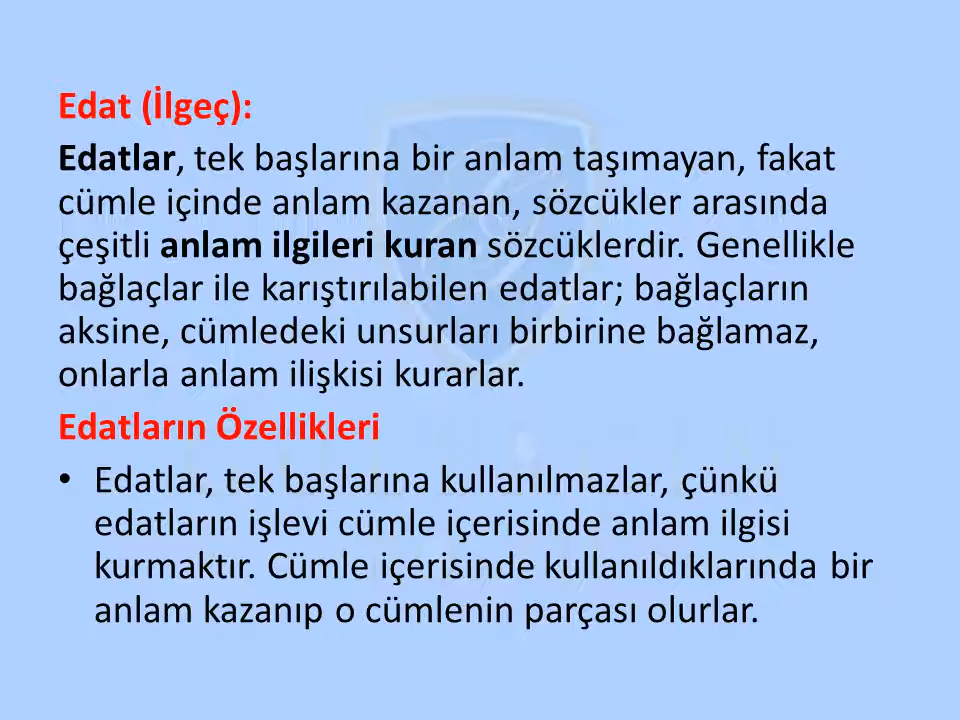 Edat (İlgeç):
Edatlar, tek başlarına bir anlam taşımayan, fakat
cümle içinde anlam kazanan, sözcükler arasında
çeşitli anlam ilgileri kuran sözcüklerdir. Genellikle
bağlaçlar ile karıştırılabilen edatlar; bağlaçların
aksine, cümledeki unsurları birbirine bağlamaz,
onlarla anlam ilişkisi kurarlar.
Edatların Özellikleri
• Edatlar, tek başlarına kullanılmazlar, çünkü
edatların işlevi cümle içerisinde anlam ilgisi
kurmaktır. Cümle içerisinde kullanıldıklarında bir
anlam kazanıp o cümlenin parçası olurlar.